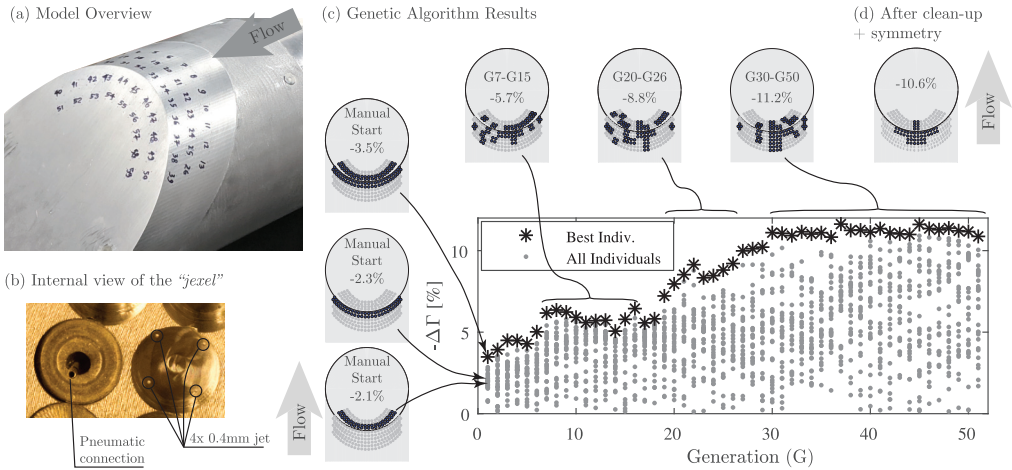 (a) Model Overview
Flow
(b) Internal view of the "jexel"
Pneumatic
connection
4x 0.4mm jet
(c) Genetic Algorithm Results
Manual
Start
-3.5%
Manual
Start
-2.3%
Manual
Start
-2.1%
Flow
G7-G15
-5.7%
G20-G26
-8.8%
G30-G50
-11.2%
(d) After clean-up
+ symmetry
-10.6%
Flow
Best Indiv.
All Individuals
-ΔΓ [%]
10
5
0
0 10 20 30 40 50
Generation (G)